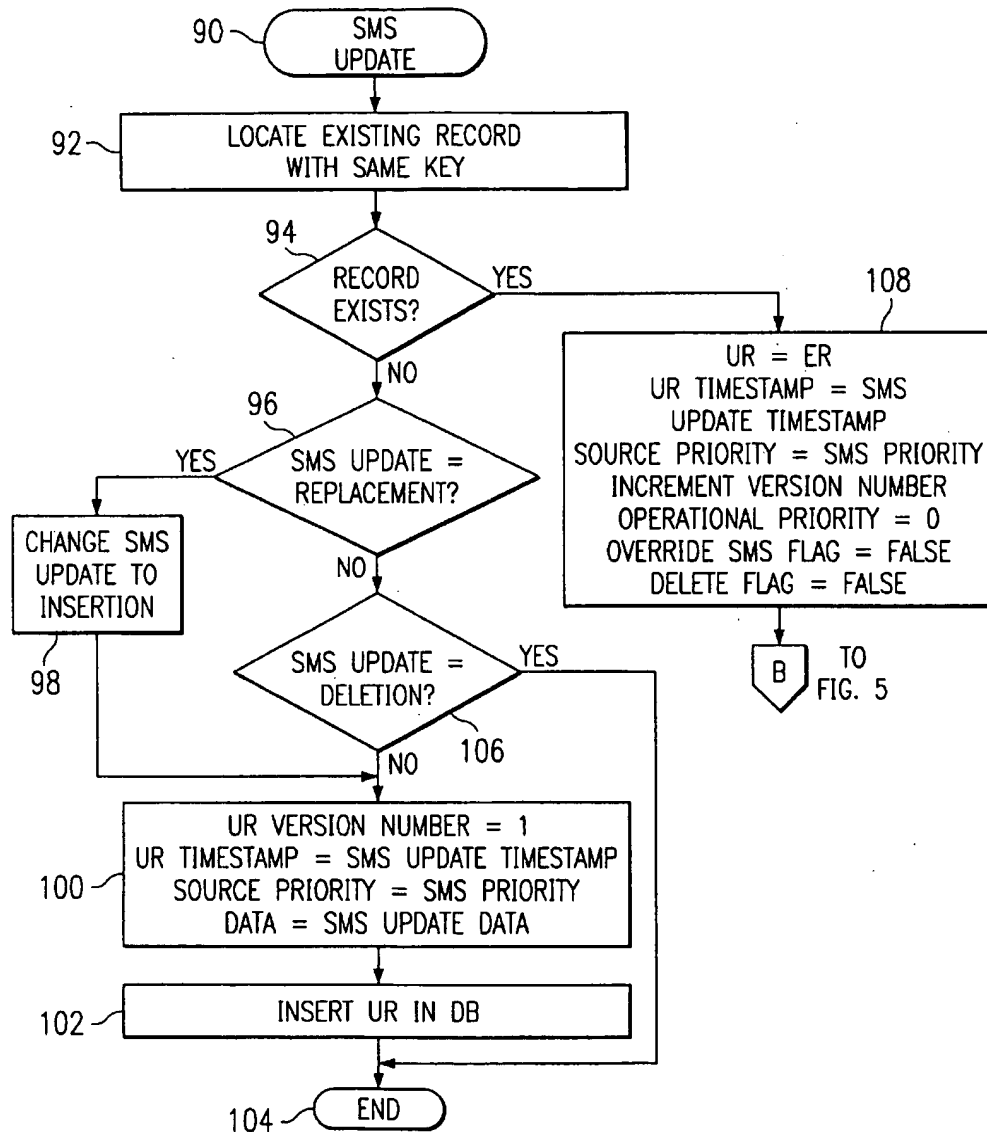 90
SMS
UPDATE
92
LOCATE EXISTING RECORD
WITH SAME KEY
94
RECORD
EXISTS?
YES
NO
108
UR = ER
UR TIMESTAMP = SMS
UPDATE TIMESTAMP
SOURCE PRIORITY = SMS PRIORITY
INCREMENT VERSION NUMBER
OPERATIONAL PRIORITY = 0
OVERRIDE SMS FLAG = FALSE
DELETE FLAG = FALSE
B
TO
FIG. 5
96
SMS UPDATE =
REPLACEMENT?
YES
NO
CHANGE SMS
UPDATE TO
INSERTION
98
SMS UPDATE =
DELETION?
YES
106
NO
100
UR VERSION NUMBER = 1
UR TIMESTAMP = SMS UPDATE TIMESTAMP
SOURCE PRIORITY = SMS PRIORITY
DATA = SMS UPDATE DATA
102
INSERT UR IN DB
104
END